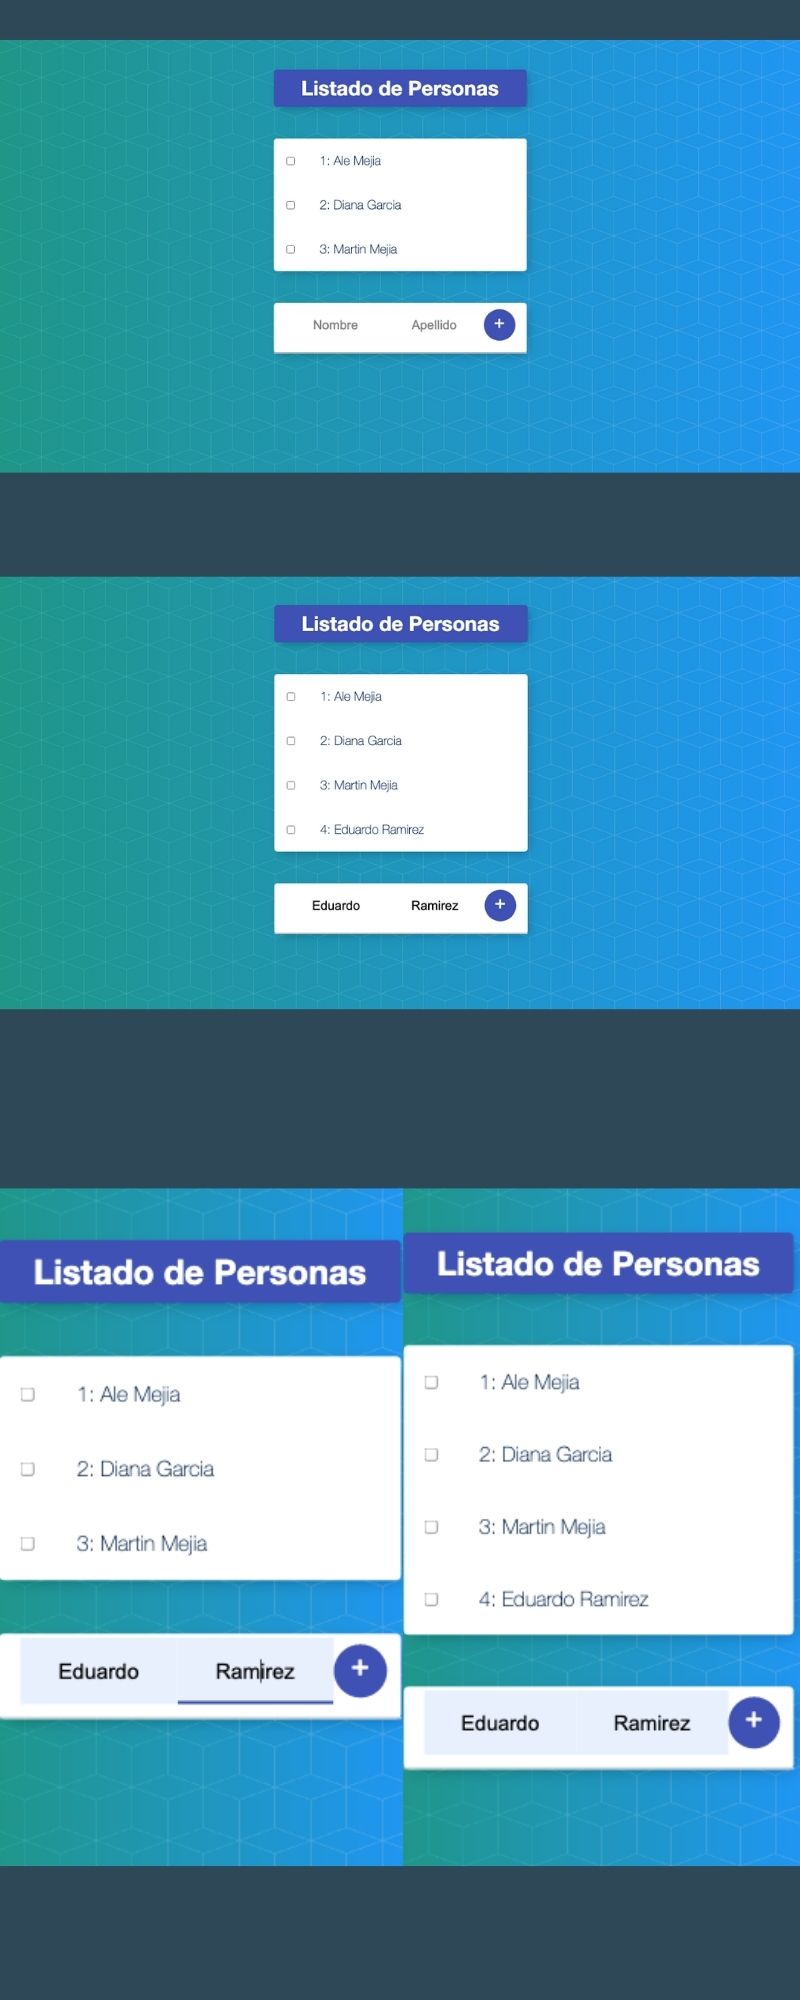 Listado de Personas
1: Ale Mejia
2: Diana Garcia
3: Martin Mejia
Nombre Apellido +
Listado de Personas
1: Ale Mejia
2: Diana Garcia
3: Martin Mejia
4: Eduardo Ramirez
Eduardo Ramirez +
Listado de Personas
1: Ale Mejia
2: Diana Garcia
3: Martin Mejia
Eduardo Ramirez +
Listado de Personas
1: Ale Mejia
2: Diana Garcia
3: Martin Mejia
4: Eduardo Ramirez
Eduardo Ramirez +